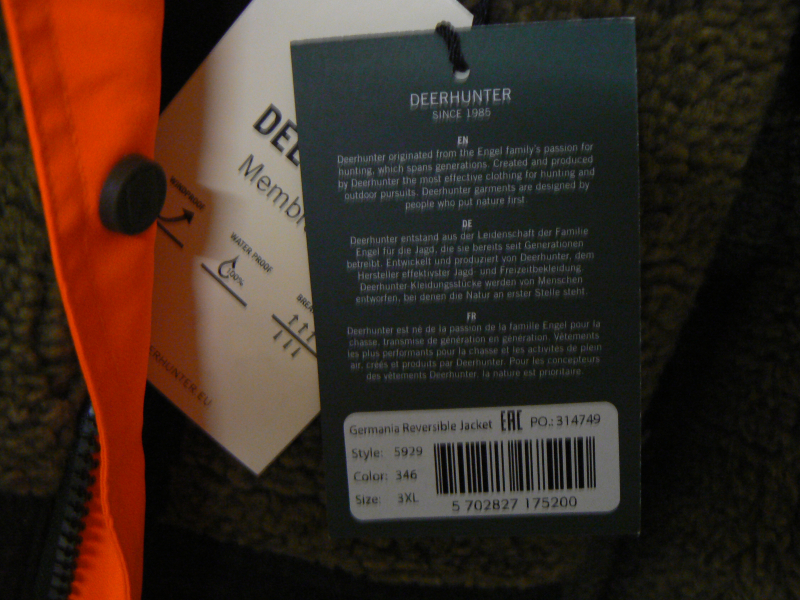 DEERHUNTER
SINCE 1985
EN
Deerhunter originated from the Engel family's passion for
hunting, which spans generations. Created and produced
by Deerhunter the most effective clothing for hunting and
outdoor pursuits. Deerhunter garments are designed by
people who put nature first.
DE
Deerhunter entstand aus der Leidenschaft der Familie
Engel für die Jagd, die sie bereits seit Generationen
betreibt. Entwickelt und produziert von Deerhunter, dem
Hersteller effektivster Jagd- und Freizeitbekleidung.
Deerhunter-Kleidungsstücke werden von Menschen
entworfen, bei denen die Natur an erster Stelle steht.
FR
Deerhunter est né de la passion de la famille Engel pour la
chasse, transmise de génération en génération. Vêtements
les plus performants pour la chasse et les activités de plein
air, créés et produits par Deerhunter. Pour les concepteurs
des vêtements Deerhunter, la nature est prioritaire.
Germania Reversible Jacket EAC PO.: 314749
Style: 5929
Color: 346
Size: 3XL
5 702827 175200
DEE
Membr
WINDPROOF
WATER PROOF
100%
BREA
ERHUNTER.EU